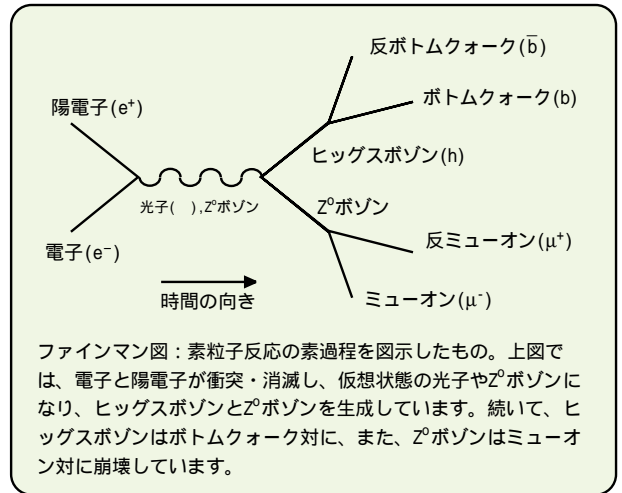 反ボトムクォーク(b̅)
ボトムクォーク(b)
陽電子(e⁺)
ヒッグスボゾン(h)
光子( ),Z⁰ボゾン
Z⁰ボゾン
反ミューオン(μ⁺)
電子(e⁻)
時間の向き
ミューオン(μ⁻)
ファインマン図：素粒子反応の素過程を図示したもの。上図で
は、電子と陽電子が衝突・消滅し、仮想状態の光子やZ⁰ボゾンに
なり、ヒッグスボゾンとZ⁰ボゾンを生成しています。続いて、ヒ
ッグスボゾンはボトムクォーク対に、また、Z⁰ボゾンはミューオ
ン対に崩壊しています。